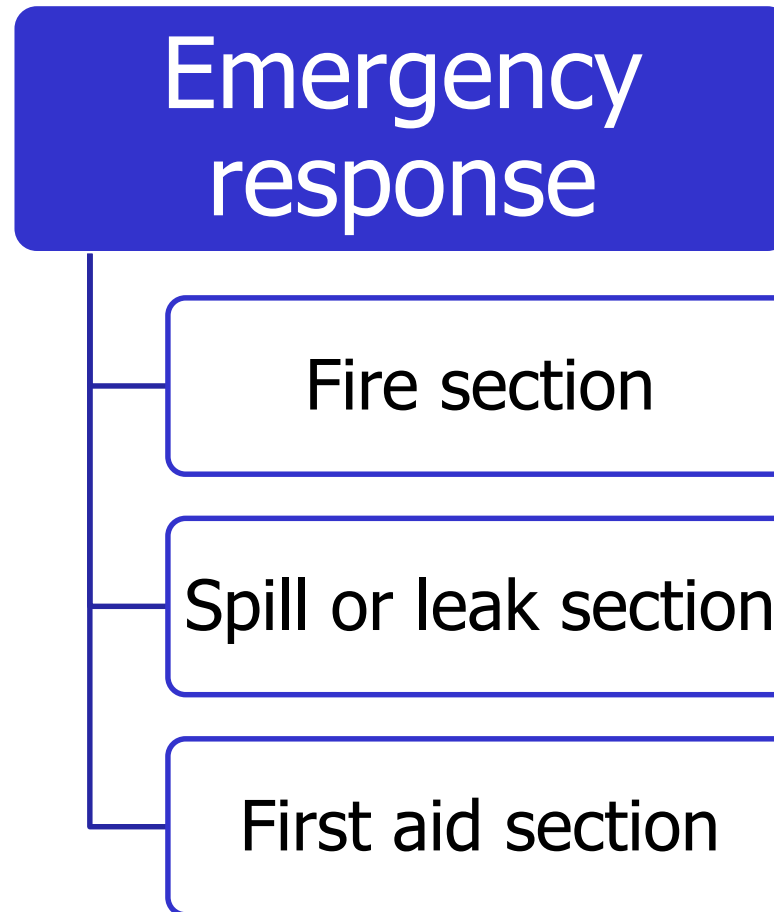 Emergency
response
Fire section
Spill or leak section
First aid section